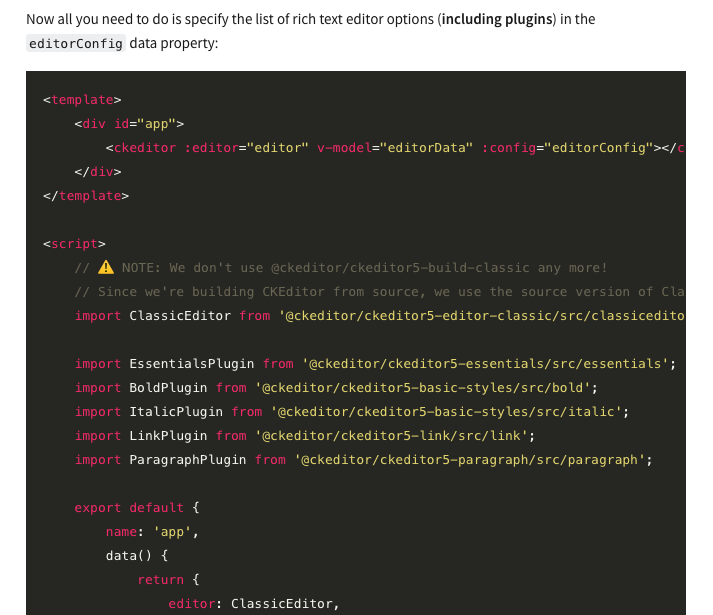 Now all you need to do is specify the list of rich text editor options (including plugins) in the
editorConfig data property:
<template>
<div id="app">
<ckeditor :editor="editor" v-model="editorData" :config="editorConfig"></c
</div>
</template>
<script>
// ⚠️ NOTE: We don't use @ckeditor/ckeditor5-build-classic any more!
// Since we're building CKEditor from source, we use the source version of Cla
import ClassicEditor from '@ckeditor/ckeditor5-editor-classic/src/classicedito
import EssentialsPlugin from '@ckeditor/ckeditor5-essentials/src/essentials';
import BoldPlugin from '@ckeditor/ckeditor5-basic-styles/src/bold';
import ItalicPlugin from '@ckeditor/ckeditor5-basic-styles/src/italic';
import LinkPlugin from '@ckeditor/ckeditor5-link/src/link';
import ParagraphPlugin from '@ckeditor/ckeditor5-paragraph/src/paragraph';
export default {
name: 'app',
data() {
return {
editor: ClassicEditor,